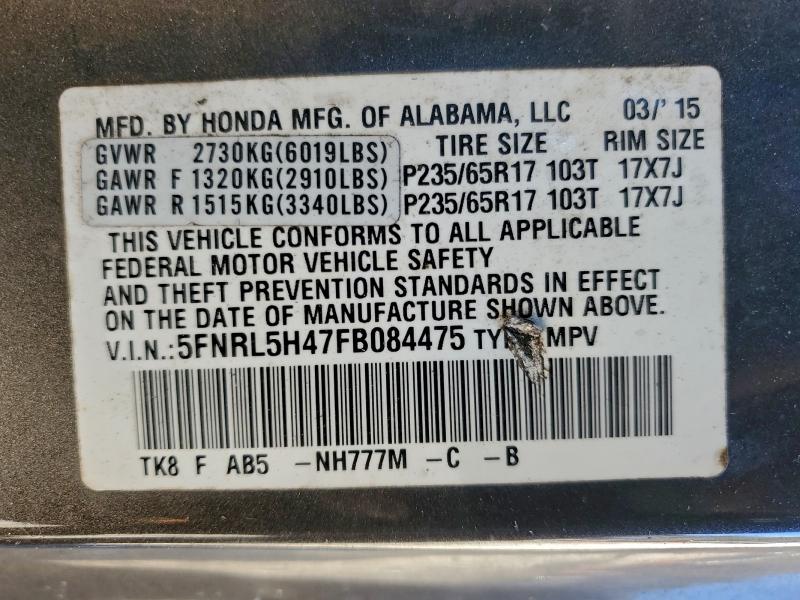 MFD. BY HONDA MFG. OF ALABAMA, LLC 03/' 15
GVWR 2730KG(6019LBS) TIRE SIZE RIM SIZE
GAWR F 1320KG(2910LBS) P235/65R17 103T 17X7J
GAWR R 1515KG(3340LBS) P235/65R17 103T 17X7J
THIS VEHICLE CONFORMS TO ALL APPLICABLE
FEDERAL MOTOR VEHICLE SAFETY
AND THEFT PREVENTION STANDARDS IN EFFECT
ON THE DATE OF MANUFACTURE SHOWN ABOVE.
V.I.N.: 5FNRL5H47FB084475 TYPE: MPV
TK8 F AB5 -NH777M -C -B